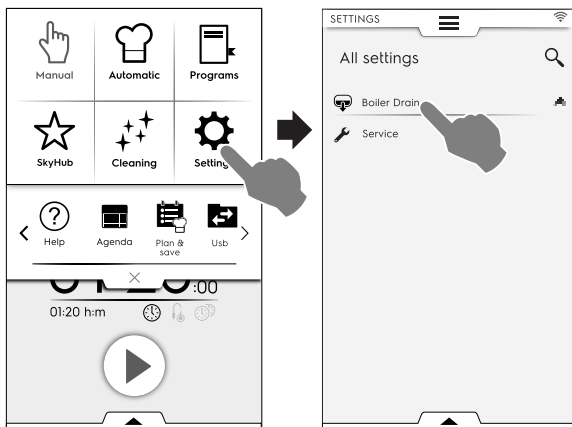 Manual
Automatic
Programs
SkyHub
Cleaning
Setting
?
Help
Agenda
Plan &
save
Usb
:00
01:20 h:m
SETTINGS
All settings
Boiler Drain
Service